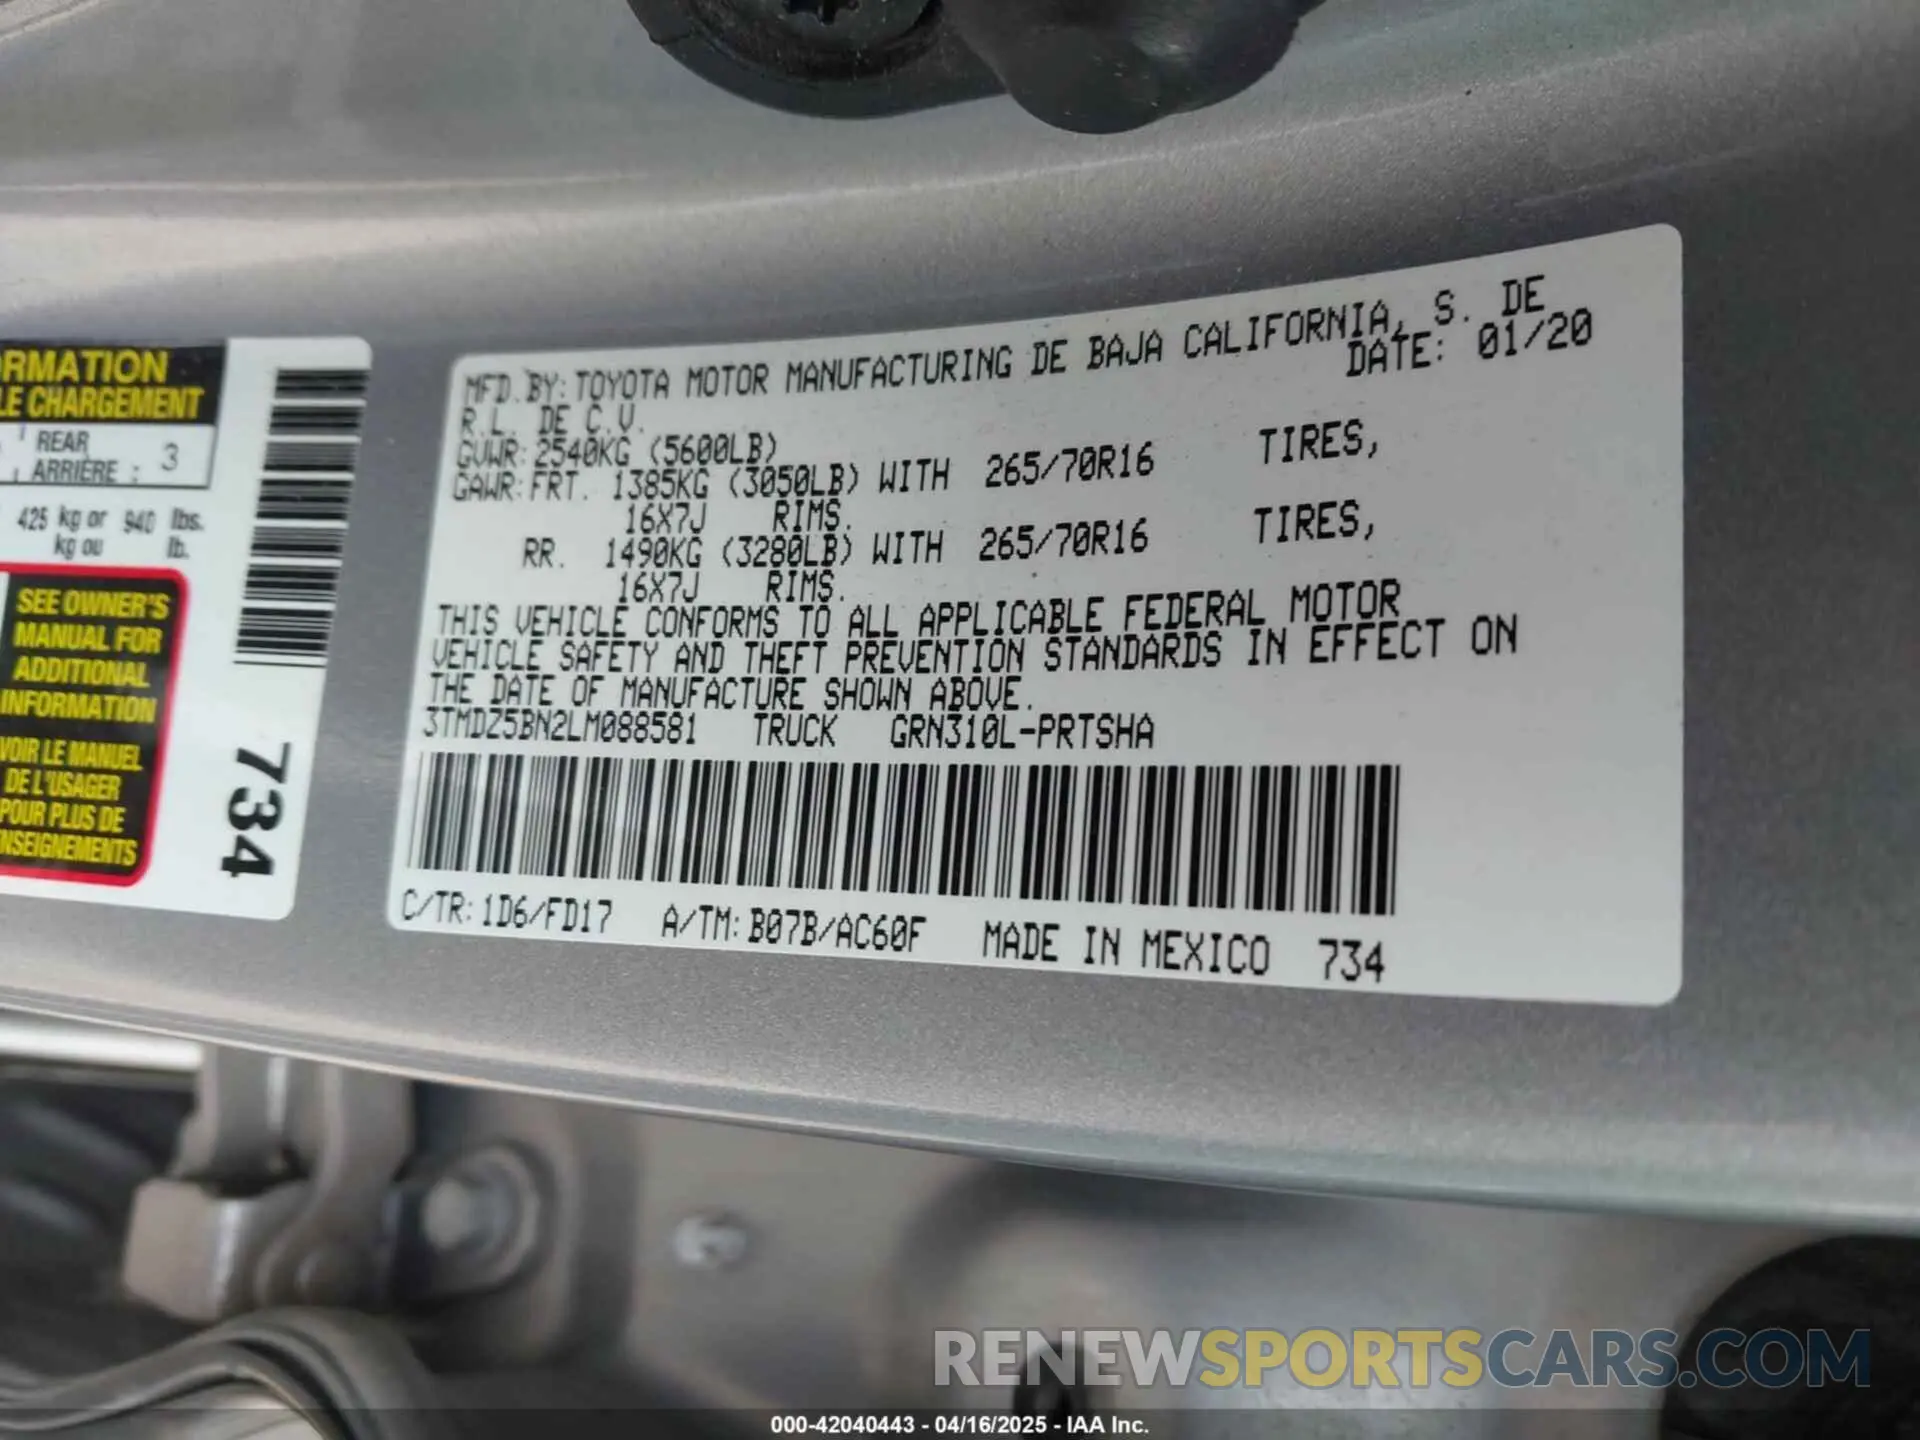 RMATION
LE CHARGEMENT
REAR
ARRIÈRE : 3
425 kg or 940 lbs.
kg ou lb.
SEE OWNER'S
MANUAL FOR
ADDITIONAL
INFORMATION
VOIR LE MANUEL
DE L'USAGER
POUR PLUS DE
NSEIGNEMENTS
734
MFD. BY: TOYOTA MOTOR MANUFACTURING DE BAJA CALIFORNIA, S. DE
R.L. DE C.V. DATE: 01/20
GVWR: 2540KG (5600LB)
GAWR: FRT. 1385KG (3050LB) WITH 265/70R16 TIRES,
16X7J RIMS.
RR. 1490KG (3280LB) WITH 265/70R16 TIRES,
16X7J RIMS.
THIS VEHICLE CONFORMS TO ALL APPLICABLE FEDERAL MOTOR
VEHICLE SAFETY AND THEFT PREVENTION STANDARDS IN EFFECT ON
THE DATE OF MANUFACTURE SHOWN ABOVE.
3TMDZ5BN2LM088581 TRUCK GRN310L-PRTSHA
C/TR: 1D6/FD17 A/TM: B07B/AC60F MADE IN MEXICO 734
RENEWSPORTSCARS.COM
000-42040443 - 04/16/2025 - IAA Inc.